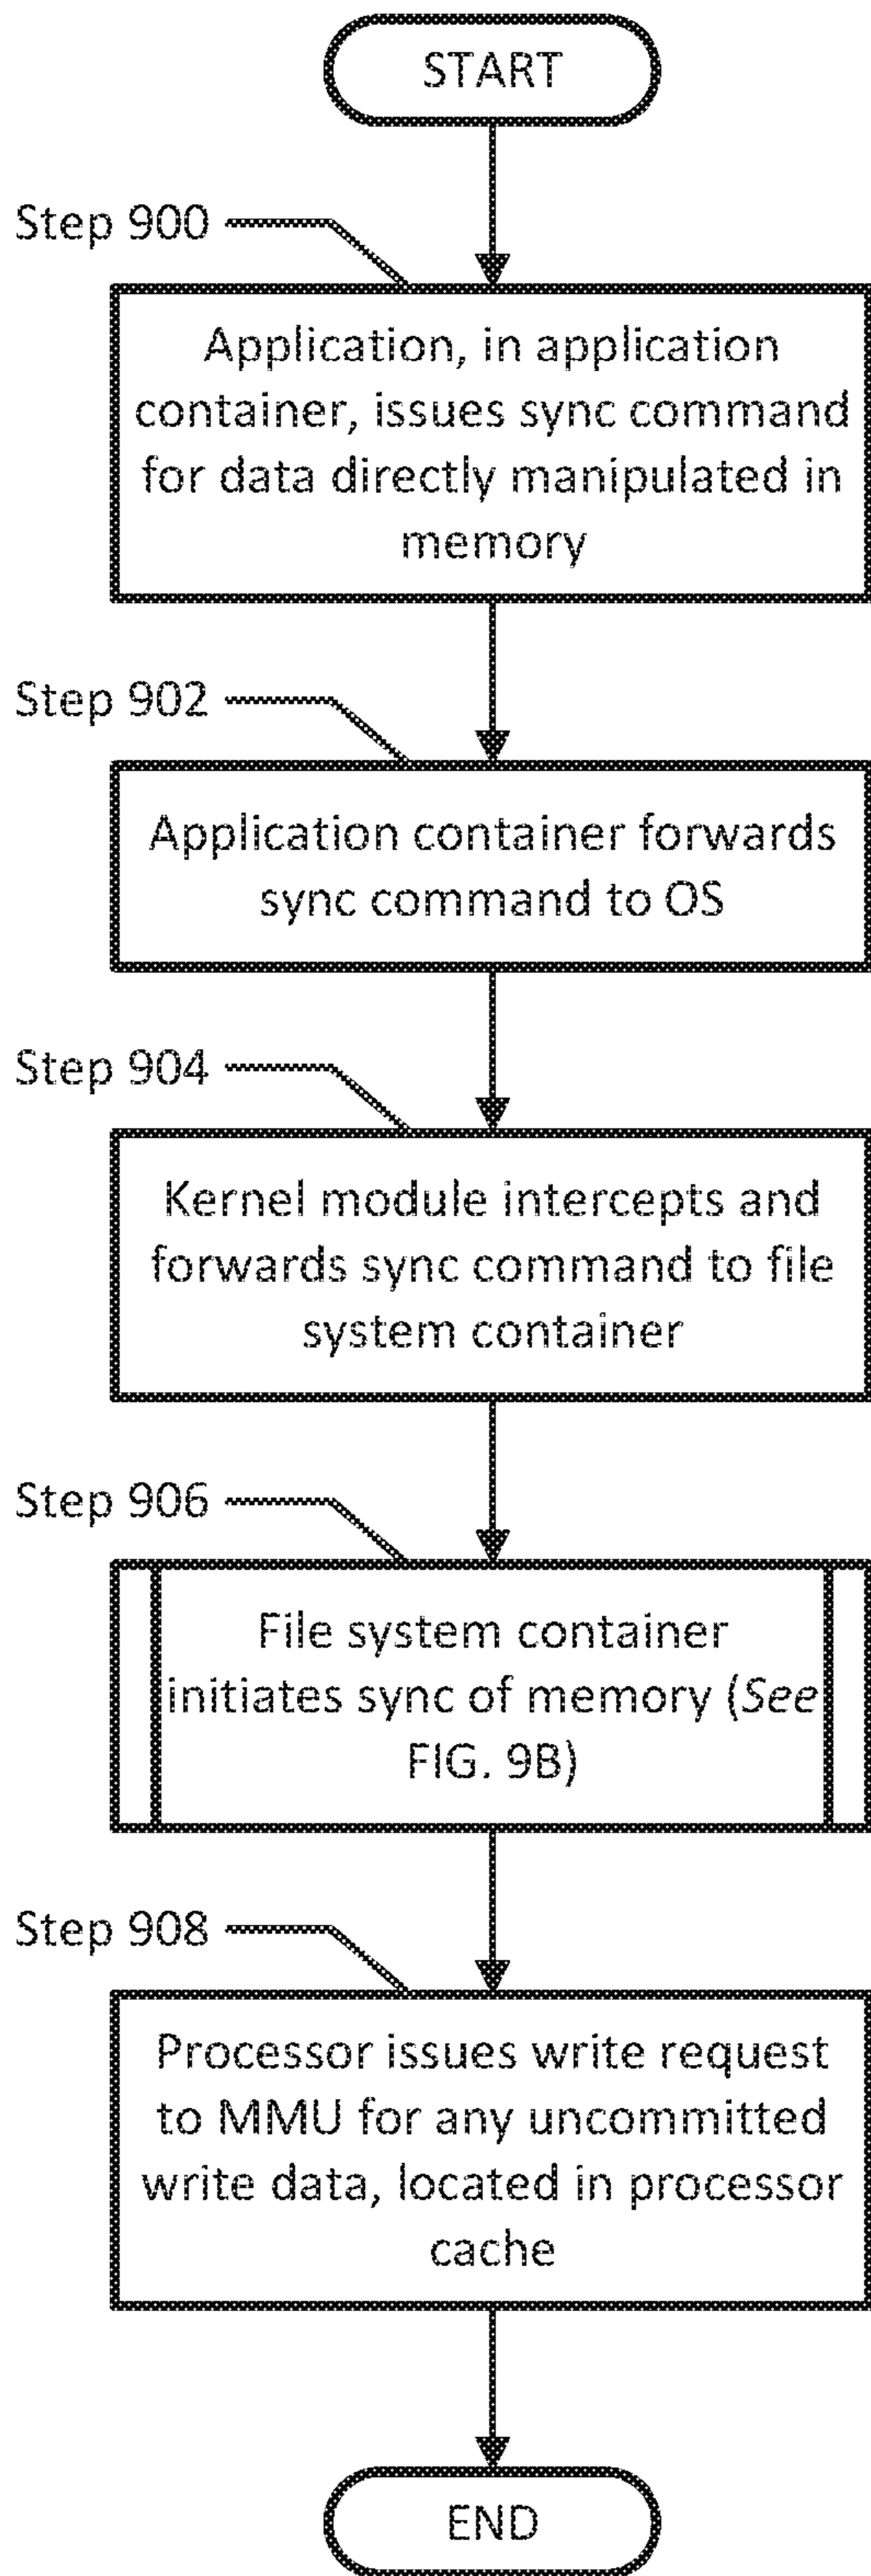 START
Step 900
Application, in application
container, issues sync command
for data directly manipulated in
memory
Step 902
Application container forwards
sync command to OS
Step 904
Kernel module intercepts and
forwards sync command to file
system container
Step 906
File system container
initiates sync of memory (See
FIG. 9B)
Step 908
Processor issues write request
to MMU for any uncommitted
write data, located in processor
cache
END